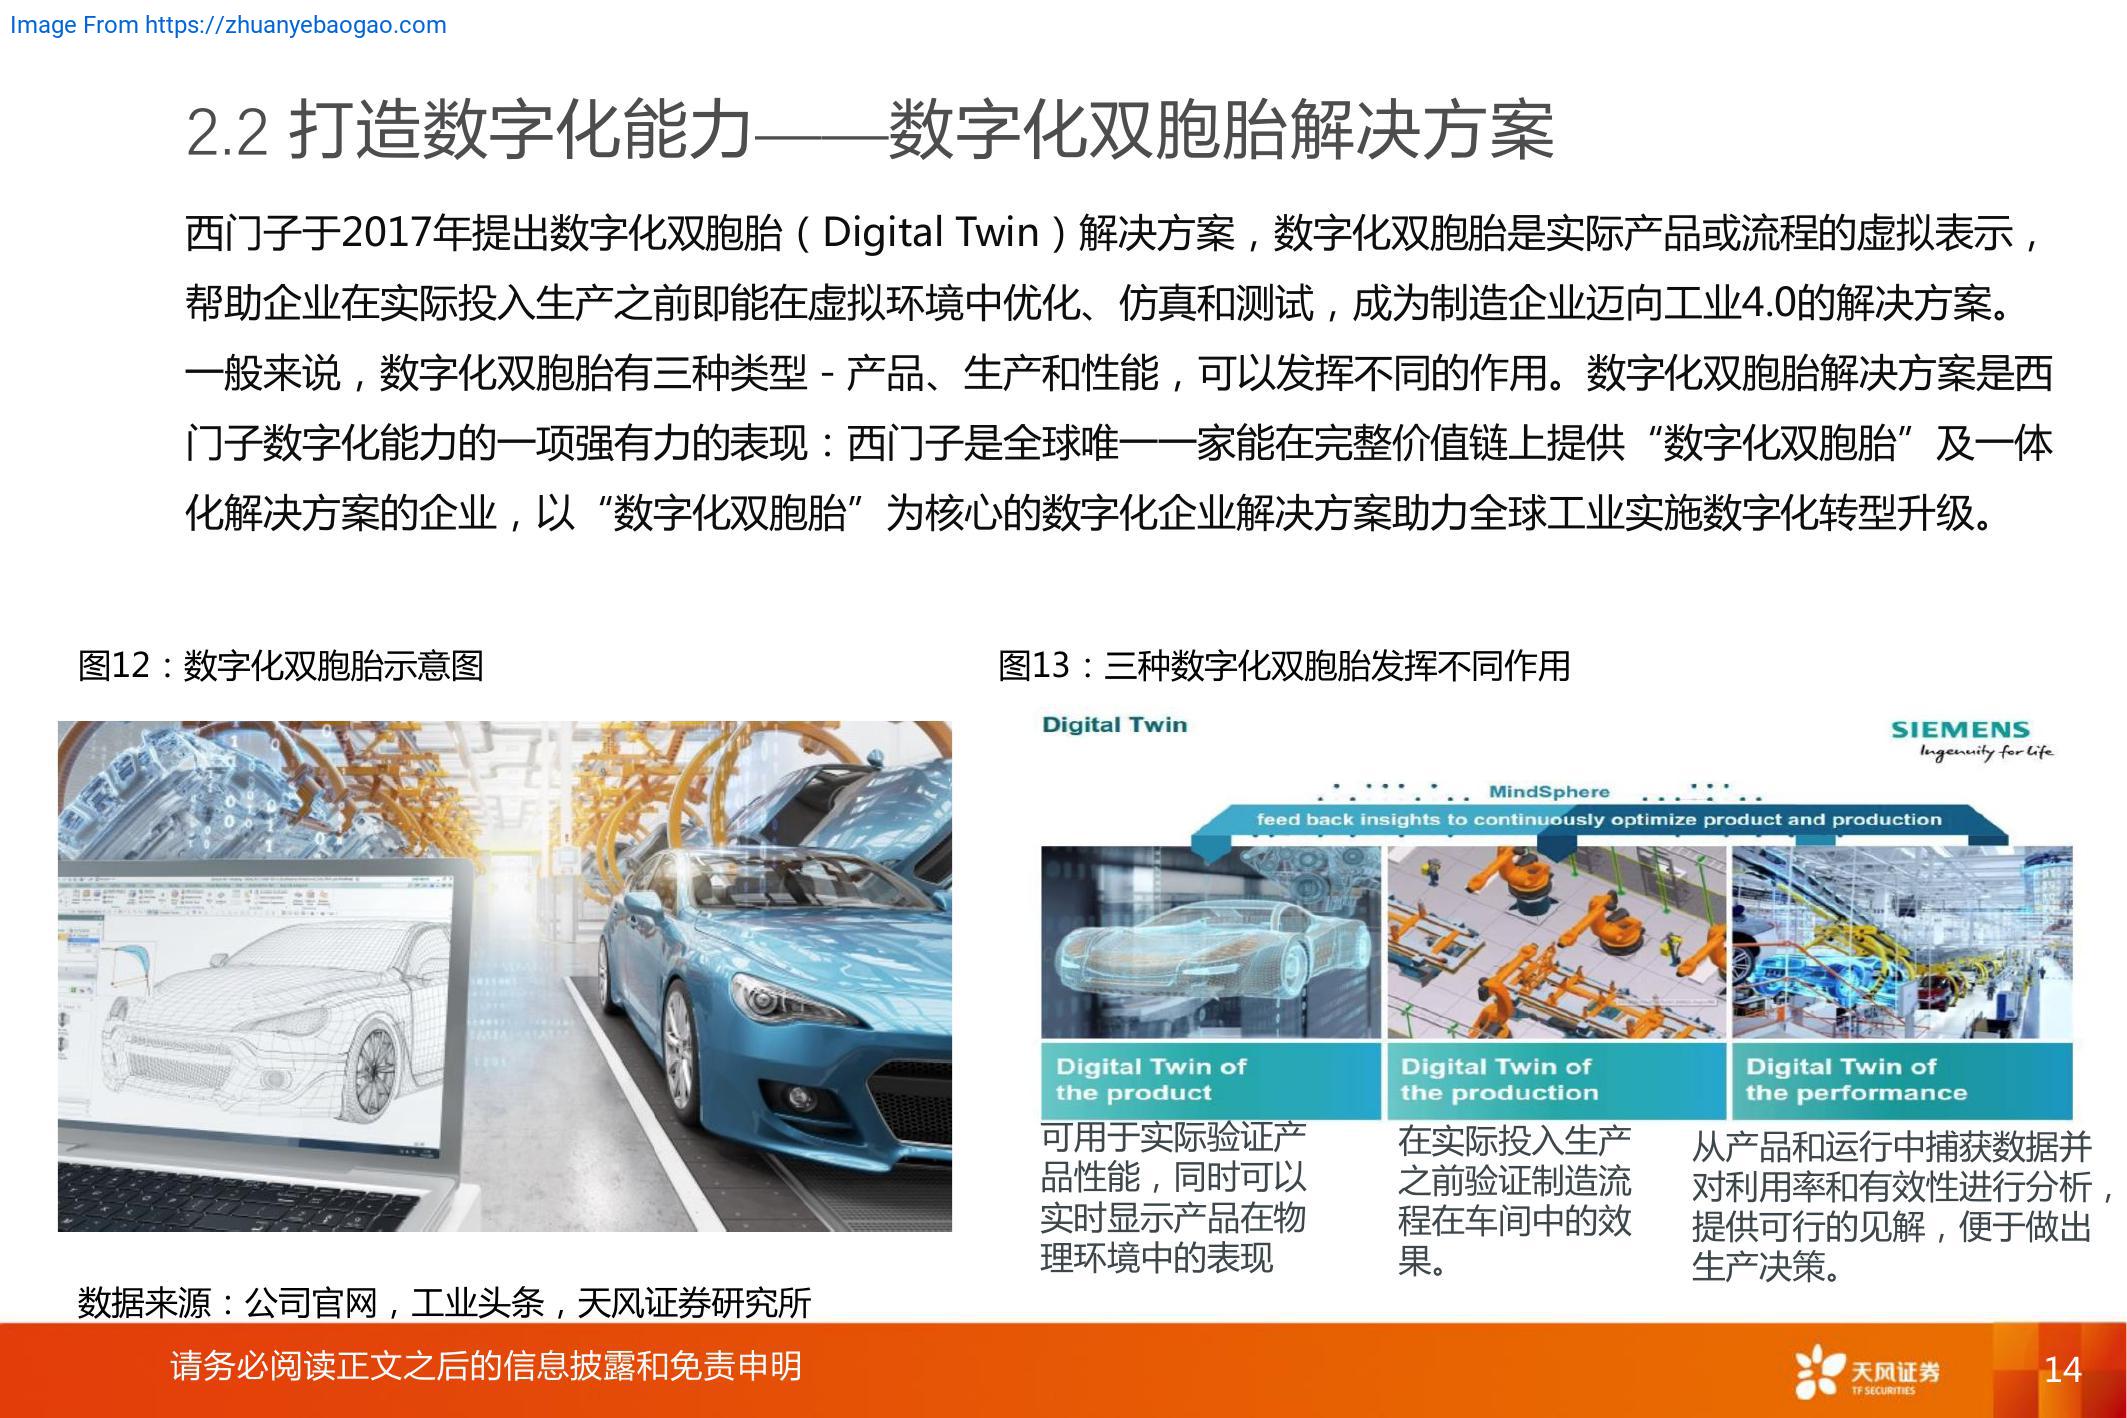 Image From https://zhuanyebaogao.com
2.2 打造数字化能力——数字化双胞胎解决方案
西门子于2017年提出数字化双胞胎（Digital Twin）解决方案，数字化双胞胎是实际产品或流程的虚拟表示，
帮助企业在实际投入生产之前即能在虚拟环境中优化、仿真和测试，成为制造企业迈向工业4.0的解决方案。
一般来说，数字化双胞胎有三种类型 - 产品、生产和性能，可以发挥不同的作用。数字化双胞胎解决方案是西
门子数字化能力的一项强有力的表现：西门子是全球唯一一家能在完整价值链上提供“数字化双胞胎”及一体
化解决方案的企业，以“数字化双胞胎”为核心的数字化企业解决方案助力全球工业实施数字化转型升级。
图12：数字化双胞胎示意图
图13：三种数字化双胞胎发挥不同作用
Digital Twin
SIEMENS
Ingenuity for life
MindSphere
feed back insights to continuously optimize product and production
Digital Twin of
the product
Digital Twin of
the production
Digital Twin of
the performance
可用于实际验证产
品性能，同时可以
实时显示产品在物
理环境中的表现
在实际投入生产
之前验证制造流
程在车间中的效
果。
从产品和运行中捕获数据并
对利用率和有效性进行分析，
提供可行的见解，便于做出
生产决策。
数据来源：公司官网，工业头条，天风证券研究所
请务必阅读正文之后的信息披露和免责申明
天风证券
TF SECURITIES
14